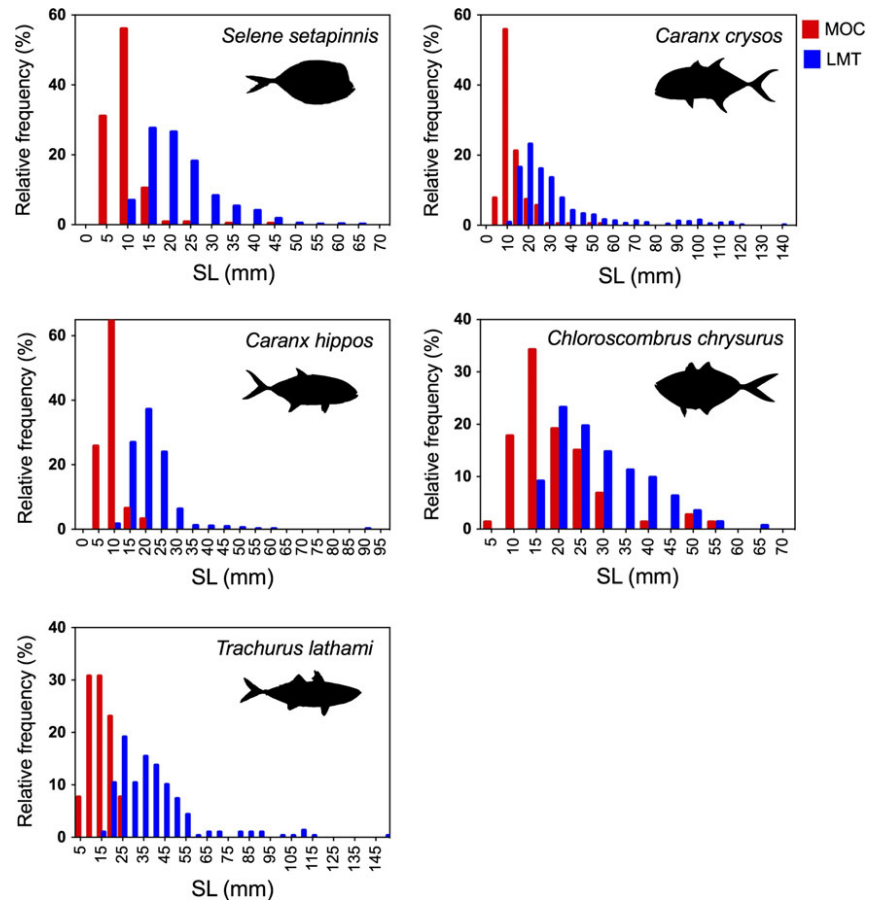 Selene setapinnis
Relative frequency (%)
60
40
20
0
0 5 10 15 20 25 30 35 40 45 50 55 60 65 70
SL (mm)
Caranx crysos
Relative frequency (%)
60
40
20
0
0 10 20 30 40 50 60 70 80 90 100 110 120 140
SL (mm)
MOC
LMT
Caranx hippos
Relative frequency (%)
60
40
20
0
0 5 10 15 20 25 30 35 40 45 50 55 60 65 70 75 80 85 90 95
SL (mm)
Chloroscombrus chrysurus
Relative frequency (%)
40
30
20
10
0
5 10 15 20 25 30 35 40 45 50 55 65 70
SL (mm)
Trachurus lathami
Relative frequency (%)
40
30
20
10
0
5 15 25 35 45 55 65 75 85 95 105 115 135 145
SL (mm)